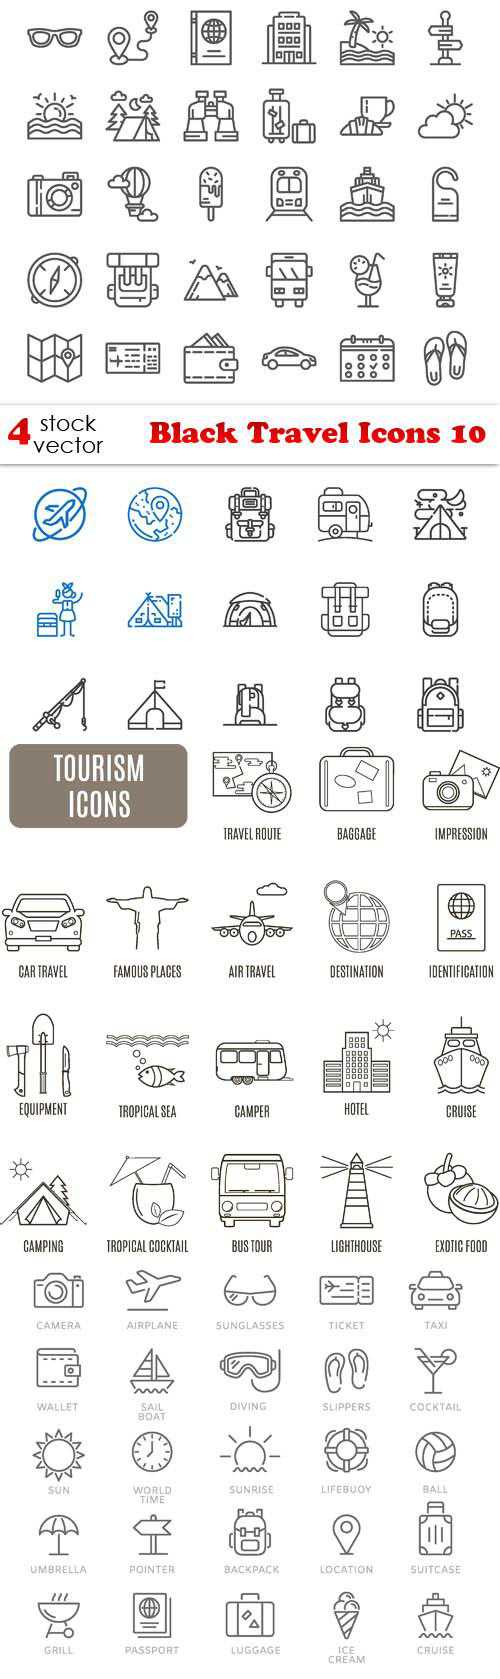 4 stock
vector
Black Travel Icons 10
TOURISM
ICONS
TRAVEL ROUTE
BAGGAGE
IMPRESSION
CAR TRAVEL
FAMOUS PLACES
AIR TRAVEL
DESTINATION
PASS
IDENTIFICATION
EQUIPMENT
TROPICAL SEA
CAMPER
HOTEL
CRUISE
CAMPING
TROPICAL COCKTAIL
BUS TOUR
LIGHTHOUSE
EXOTIC FOOD
CAMERA
AIRPLANE
SUNGLASSES
TICKET
TAXI
WALLET
SAIL
BOAT
DIVING
SLIPPERS
COCKTAIL
SUN
WORLD
TIME
SUNRISE
LIFEBUOY
BALL
UMBRELLA
POINTER
BACKPACK
LOCATION
SUITCASE
GRILL
PASSPORT
LUGGAGE
ICE
CREAM
CRUISE